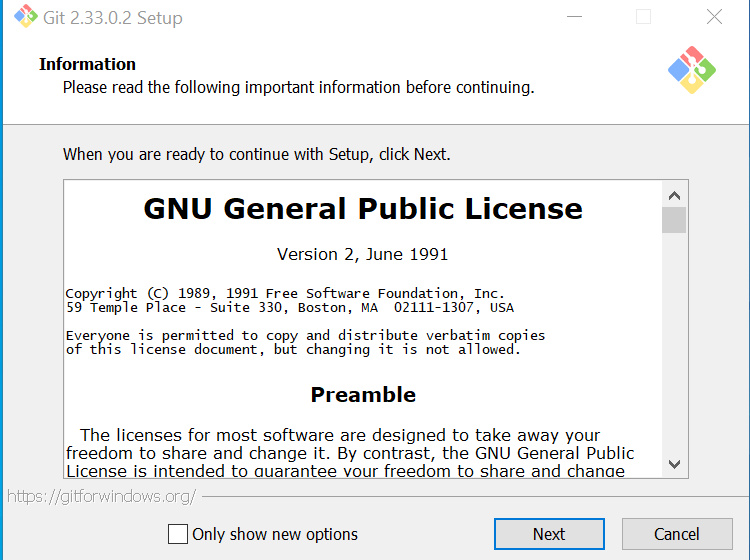 Git 2.33.0.2 Setup
Information
Please read the following important information before continuing.
When you are ready to continue with Setup, click Next.
GNU General Public License
Version 2, June 1991
Copyright (C) 1989, 1991 Free Software Foundation, Inc.
59 Temple Place - Suite 330, Boston, MA  02111-1307, USA
Everyone is permitted to copy and distribute verbatim copies
of this license document, but changing it is not allowed.
Preamble
The licenses for most software are designed to take away your
freedom to share and change it. By contrast, the GNU General Public
License is intended to guarantee your freedom to share and change
https://gitforwindows.org/
Only show new options
Next
Cancel